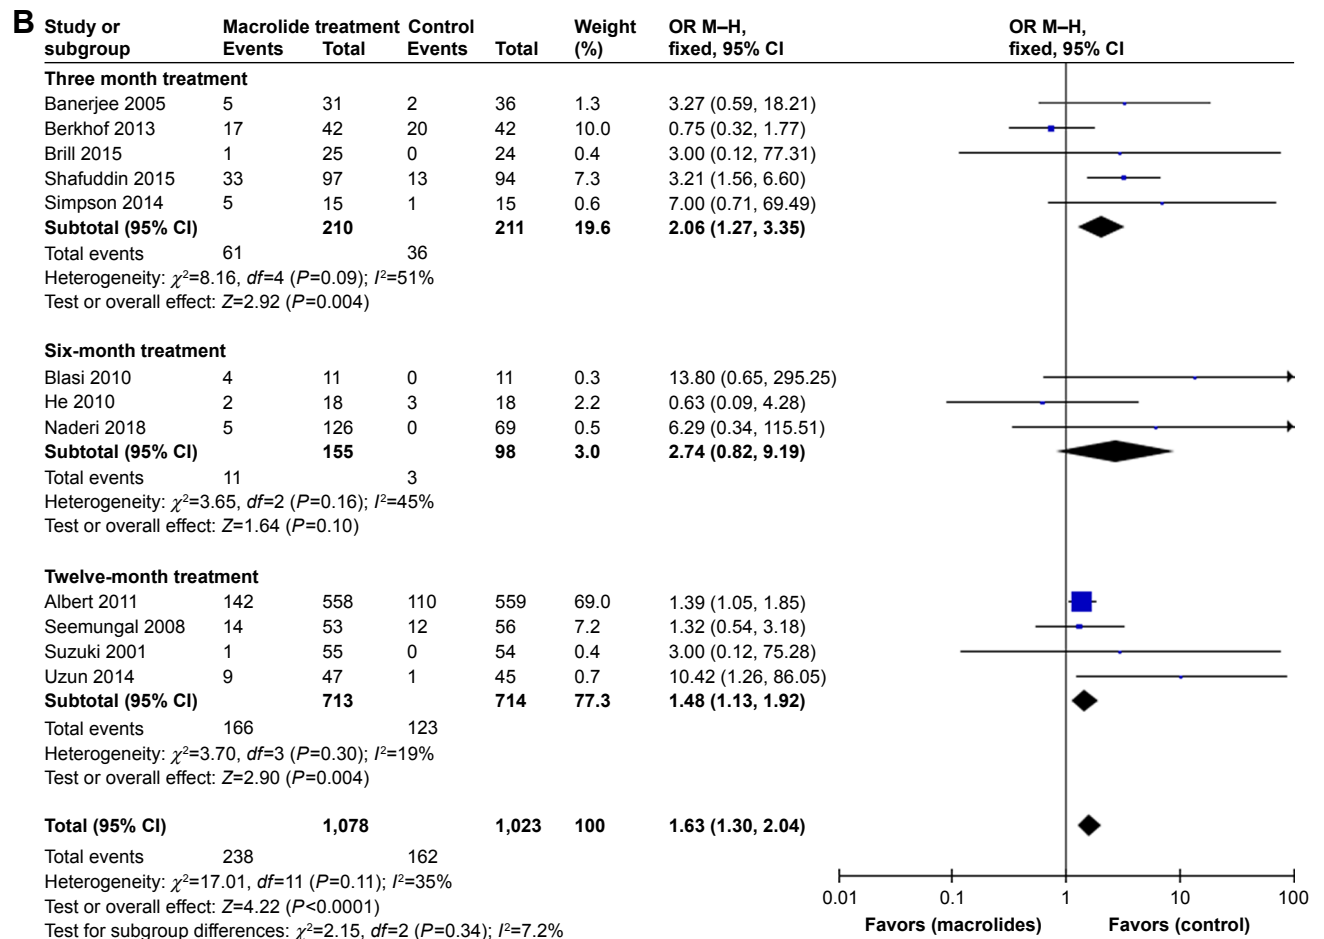 B Study or Macrolide treatment Control Weight OR M–H, OR M–H,
subgroup Events Total Events Total (%) fixed, 95% CI fixed, 95% CI
Three month treatment
Banerjee 2005 5 31 2 36 1.3 3.27 (0.59, 18.21)
Berkhof 2013 17 42 20 42 10.0 0.75 (0.32, 1.77)
Brill 2015 1 25 0 24 0.4 3.00 (0.12, 77.31)
Shafuddin 2015 33 97 13 94 7.3 3.21 (1.56, 6.60)
Simpson 2014 5 15 1 15 0.6 7.00 (0.71, 69.49)
Subtotal (95% CI) 210 211 19.6 2.06 (1.27, 3.35)
Total events 61 36
Heterogeneity: χ²=8.16, df=4 (P=0.09); I²=51%
Test or overall effect: Z=2.92 (P=0.004)
Six-month treatment
Blasi 2010 4 11 0 11 0.3 13.80 (0.65, 295.25)
He 2010 2 18 3 18 2.2 0.63 (0.09, 4.28)
Naderi 2018 5 126 0 69 0.5 6.29 (0.34, 115.51)
Subtotal (95% CI) 155 98 3.0 2.74 (0.82, 9.19)
Total events 11 3
Heterogeneity: χ²=3.65, df=2 (P=0.16); I²=45%
Test or overall effect: Z=1.64 (P=0.10)
Twelve-month treatment
Albert 2011 142 558 110 559 69.0 1.39 (1.05, 1.85)
Seemungal 2008 14 53 12 56 7.2 1.32 (0.54, 3.18)
Suzuki 2001 1 55 0 54 0.4 3.00 (0.12, 75.28)
Uzun 2014 9 47 1 45 0.7 10.42 (1.26, 86.05)
Subtotal (95% CI) 713 714 77.3 1.48 (1.13, 1.92)
Total events 166 123
Heterogeneity: χ²=3.70, df=3 (P=0.30); I²=19%
Test or overall effect: Z=2.90 (P=0.004)
Total (95% CI) 1,078 1,023 100 1.63 (1.30, 2.04)
Total events 238 162
Heterogeneity: χ²=17.01, df=11 (P=0.11); I²=35%
Test or overall effect: Z=4.22 (P<0.0001)
Test for subgroup differences: χ²=2.15, df=2 (P=0.34); I²=7.2%
0.01 0.1 1 10 100
Favors (macrolides) Favors (control)